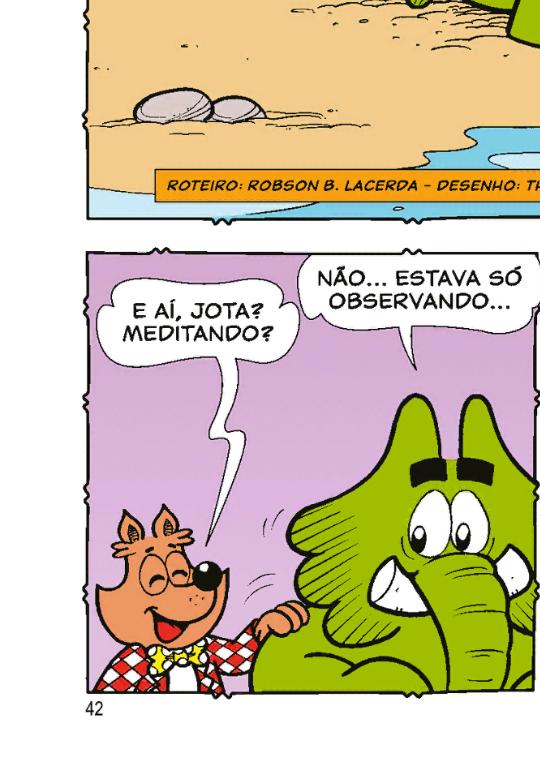 ROTEIRO: ROBSON B. LACERDA - DESENHO:
E AÍ, JOTA?
MEDITANDO?
NÃO... ESTAVA SÓ
OBSERVANDO...
42